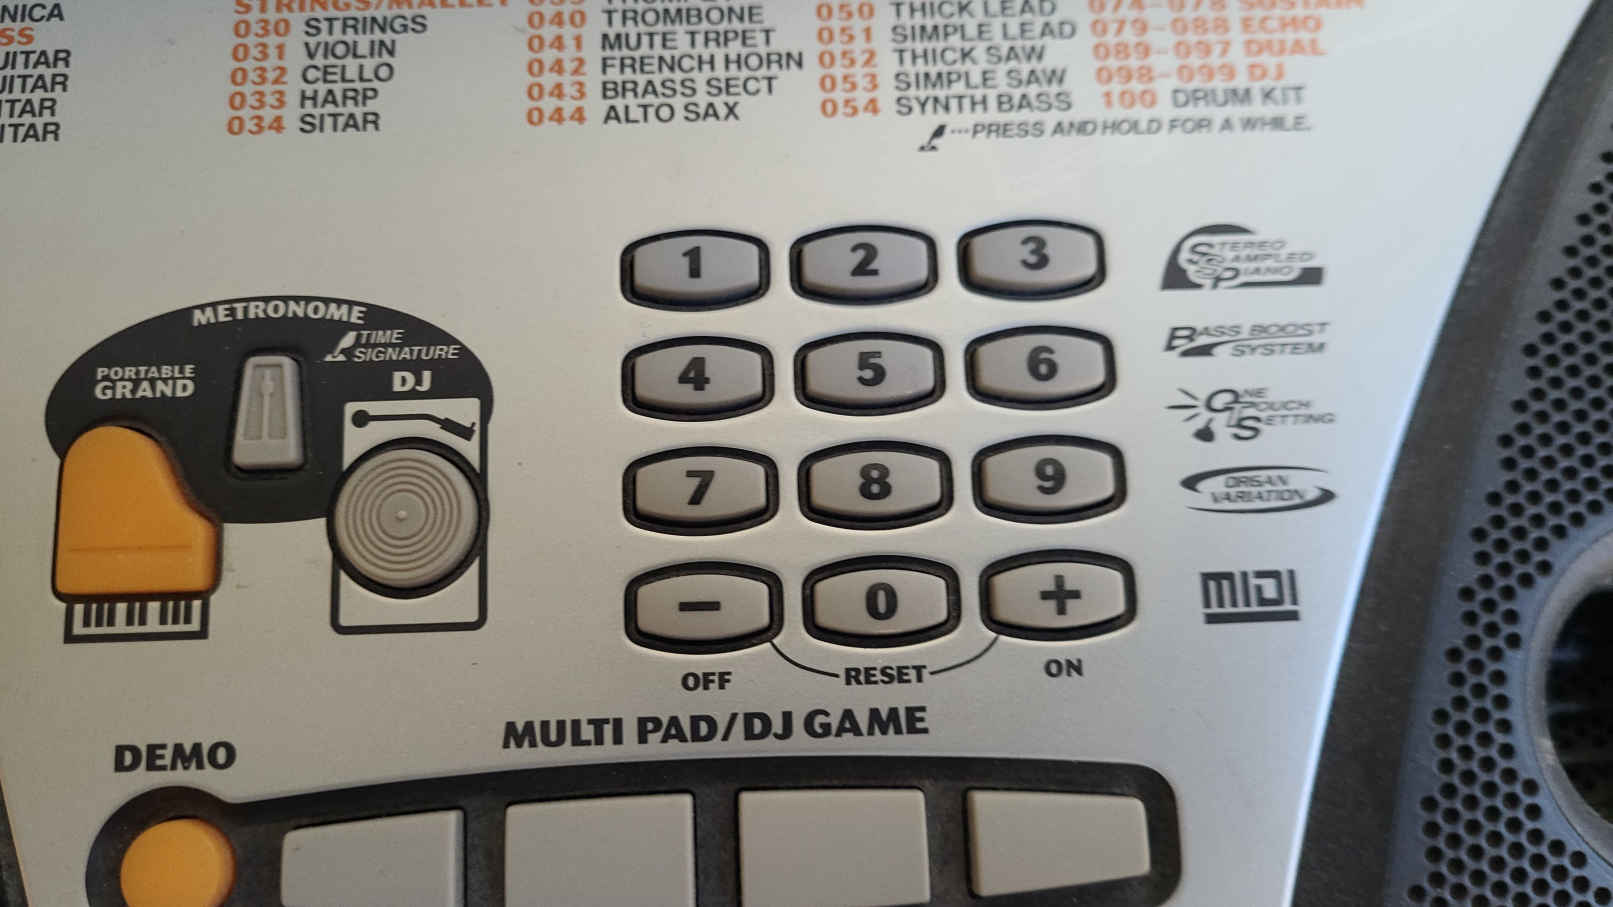 NICA
SS
UITAR
UITAR
ITAR
ITAR
STRINGS/MALLET
030 STRINGS
031 VIOLIN
032 CELLO
033 HARP
034 SITAR
040 TROMBONE
041 MUTE TRPET
042 FRENCH HORN
043 BRASS SECT
044 ALTO SAX
050 THICK LEAD
051 SIMPLE LEAD
052 THICK SAW
053 SIMPLE SAW
054 SYNTH BASS
074-078 SUSTAIN
079-088 ECHO
089-097 DUAL
098-099 DJ
100 DRUM KIT
...PRESS AND HOLD FOR A WHILE.
METRONOME
TIME
SIGNATURE
PORTABLE
GRAND
DJ
1 2 3
4 5 6
7 8 9
- 0 +
OFF RESET ON
STEREO
SAMPLED
PIANO
BASS BOOST
SYSTEM
ONE
TOUCH
SETTING
ORGAN
VARIATION
MIDI
MULTI PAD/DJ GAME
DEMO